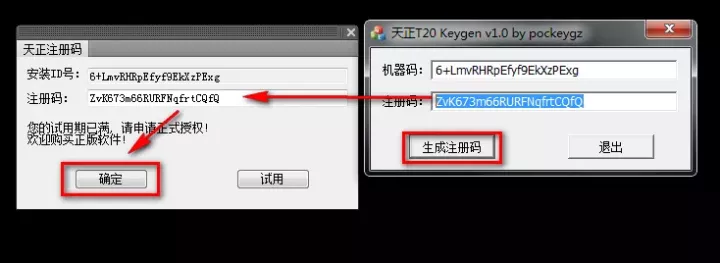 天正注册码
安装ID号: 6+LmvRHRpEfyf9EkXzPExg
注册码: ZvK673m66RURFNqfrtCQfQ
您的试用期已满, 请申请正式授权!
欢迎购买正版软件!
确定 试用
天正T20 Keygen v1.0 by pockeygz
机器码: 6+LmvRHRpEfyf9EkXzPExg
注册码: ZvK673m66RURFNqfrtCQfQ
生成注册码 退出